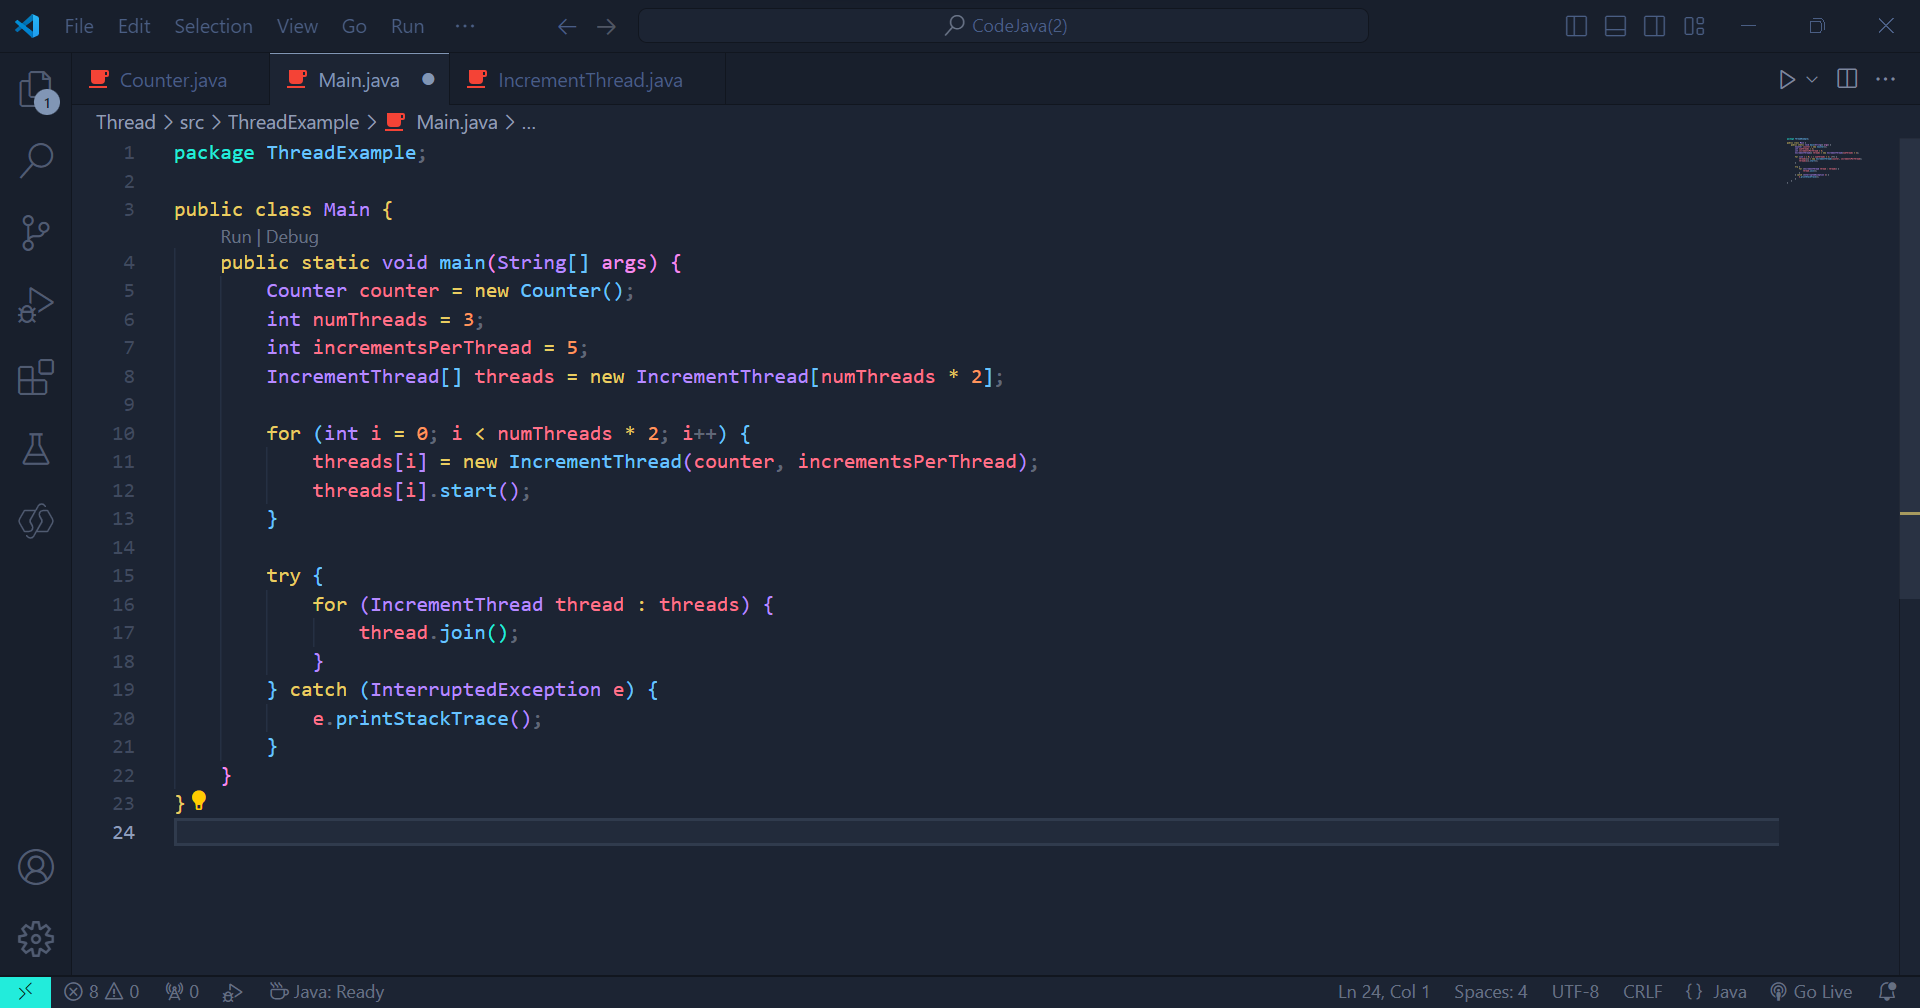 File Edit Selection View Go Run ··· CodeJava(2)
Counter.java Main.java IncrementThread.java
1
Thread > src > ThreadExample > Main.java > ...
1 package ThreadExample;
2
3 public class Main {
Run | Debug
4 public static void main(String[] args) {
5 Counter counter = new Counter();
6 int numThreads = 3;
7 int incrementsPerThread = 5;
8 IncrementThread[] threads = new IncrementThread[numThreads * 2];
9
10 for (int i = 0; i < numThreads * 2; i++) {
11 threads[i] = new IncrementThread(counter, incrementsPerThread);
12 threads[i].start();
13 }
14
15 try {
16 for (IncrementThread thread : threads) {
17 thread.join();
18 }
19 } catch (InterruptedException e) {
20 e.printStackTrace();
21 }
22 }
23 }
24
8 0 0 Java: Ready Ln 24, Col 1 Spaces: 4 UTF-8 CRLF {} Java Go Live